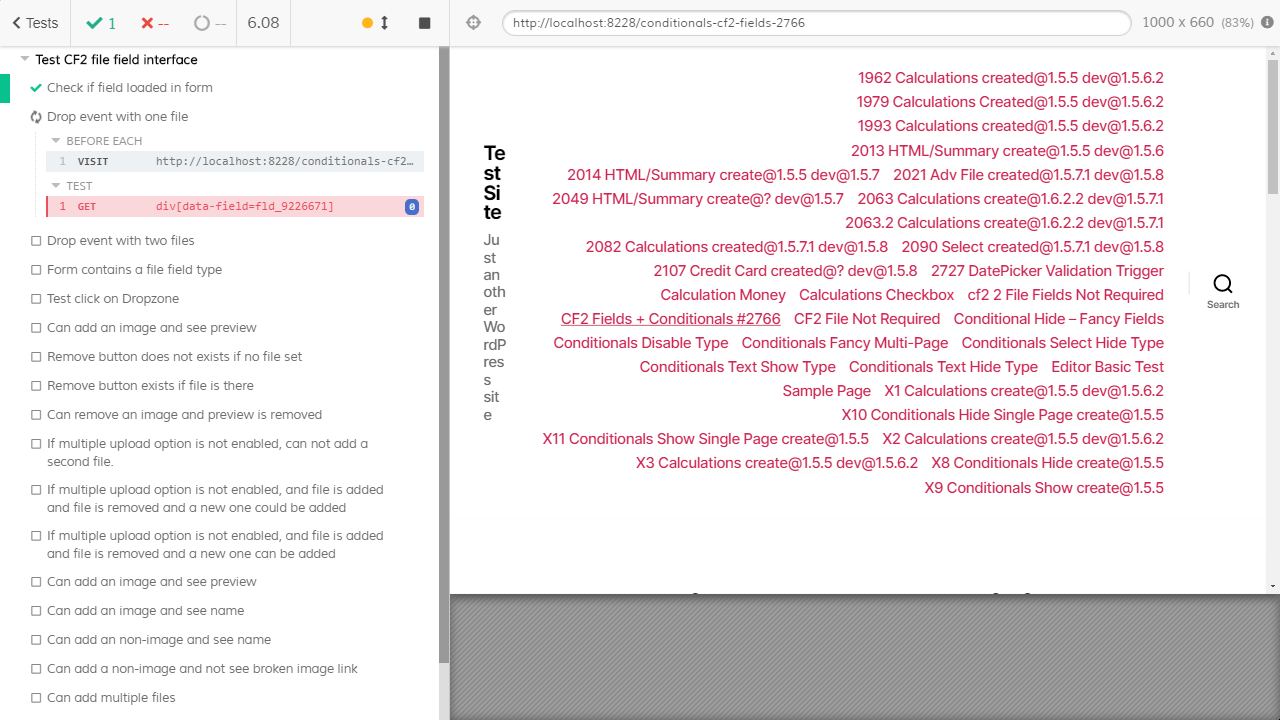 Tests
1
--
--
6.08
http://localhost:8228/conditionals-cf2-fields-2766
1000 x 660 (83%)
Test CF2 file field interface
Check if field loaded in form
Drop event with one file
BEFORE EACH
1 VISIT http://localhost:8228/conditionals-cf2…
TEST
1 GET div[data-field=fld_9226671] 0
Drop event with two files
Form contains a file field type
Test click on Dropzone
Can add an image and see preview
Remove button does not exists if no file set
Remove button exists if file is there
Can remove an image and preview is removed
If multiple upload option is not enabled, can not add a
second file.
If multiple upload option is not enabled, and file is added
and file is removed and a new one could be added
If multiple upload option is not enabled, and file is added
and file is removed and a new one can be added
Can add an image and see preview
Can add an image and see name
Can add an non-image and see name
Can add a non-image and not see broken image link
Can add multiple files
Te
st
Si
te
Ju
st
an
oth
er
Wo
rdP
res
s
sit
e
1962 Calculations created@1.5.5 dev@1.5.6.2
1979 Calculations Created@1.5.5 dev@1.5.6.2
1993 Calculations created@1.5.5 dev@1.5.6.2
2013 HTML/Summary create@1.5.5 dev@1.5.6
2014 HTML/Summary create@1.5.5 dev@1.5.7 2021 Adv File created@1.5.7.1 dev@1.5.8
2049 HTML/Summary create@? dev@1.5.7 2063 Calculations create@1.6.2.2 dev@1.5.7.1
2063.2 Calculations create@1.6.2.2 dev@1.5.7.1
2082 Calculations created@1.5.7.1 dev@1.5.8 2090 Select created@1.5.7.1 dev@1.5.8
2107 Credit Card created@? dev@1.5.8 2727 DatePicker Validation Trigger
Calculation Money Calculations Checkbox cf2 2 File Fields Not Required
CF2 Fields + Conditionals #2766 CF2 File Not Required Conditional Hide – Fancy Fields
Conditionals Disable Type Conditionals Fancy Multi-Page Conditionals Select Hide Type
Conditionals Text Show Type Conditionals Text Hide Type Editor Basic Test
Sample Page X1 Calculations create@1.5.5 dev@1.5.6.2
X10 Conditionals Hide Single Page create@1.5.5
X11 Conditionals Show Single Page create@1.5.5 X2 Calculations create@1.5.5 dev@1.5.6.2
X3 Calculations create@1.5.5 dev@1.5.6.2 X8 Conditionals Hide create@1.5.5
X9 Conditionals Show create@1.5.5
Search